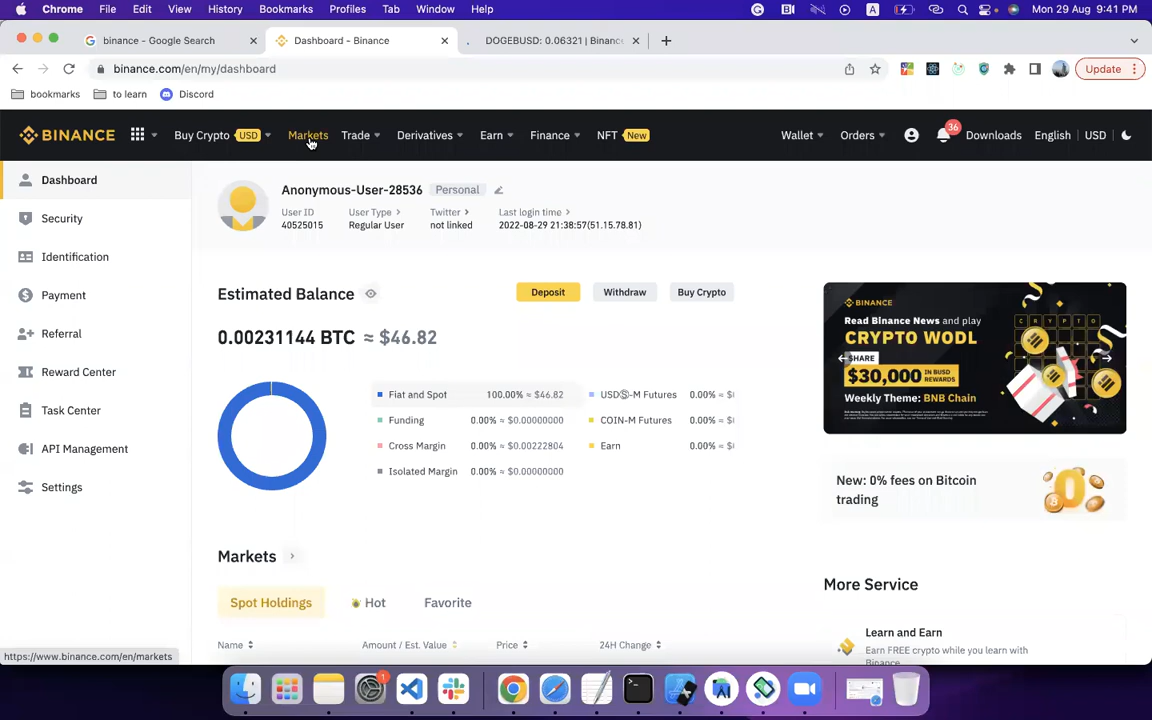 Chrome File Edit View History Bookmarks Profiles Tab Window Help Mon 29 Aug 9:41 PM
binance - Google Search Dashboard - Binance DOGEBUSD: 0.06321 | Binanc
binance.com/en/my/dashboard Update
bookmarks to learn Discord
BINANCE Buy Crypto USD Markets Trade Derivatives Earn Finance NFT New Wallet Orders 36 Downloads English USD
Dashboard
Security
Identification
Payment
Referral
Reward Center
Task Center
API Management
Settings
Anonymous-User-28536 Personal
User ID User Type Twitter Last login time
40525015 Regular User not linked 2022-08-29 21:38:57(51.15.78.81)
Estimated Balance Deposit Withdraw Buy Crypto
0.00231144 BTC ≈ $46.82
Fiat and Spot 100.00% ≈ $46.82 USDⓈ-M Futures 0.00% ≈ $
Funding 0.00% ≈ $0.00000000 COIN-M Futures 0.00% ≈ $
Cross Margin 0.00% ≈ $0.00222804 Earn 0.00% ≈ $
Isolated Margin 0.00% ≈ $0.00000000
BINANCE
Read Binance News and play
CRYPTO WODL
SHARE
$30,000 IN BUSD REWARDS
Weekly Theme: BNB Chain
CRYPTO
New: 0% fees on Bitcoin
trading
Markets
Spot Holdings Hot Favorite
Name Amount / Est. Value Price 24H Change
More Service
Learn and Earn
Earn FREE crypto while you learn with
Binance
https://www.binance.com/en/markets
1